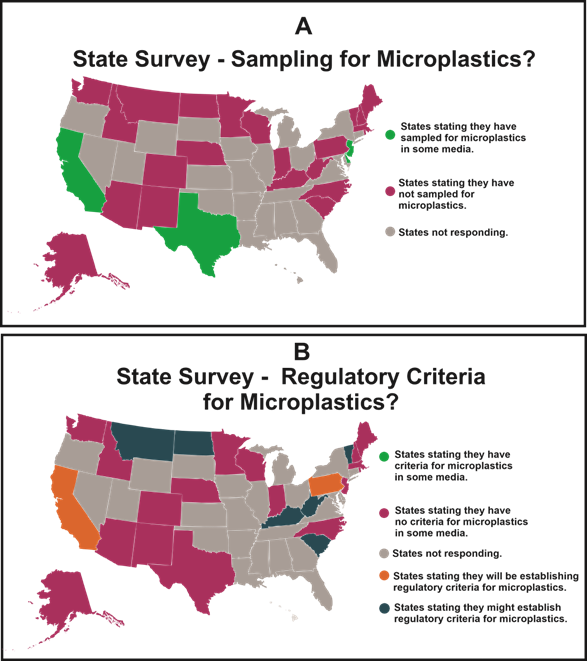 A
State Survey - Sampling for Microplastics?
States stating they have
sampled for microplastics
in some media.
States stating they have
not sampled for
microplastics.
States not responding.
B
State Survey -  Regulatory Criteria
for Microplastics?
States stating they have
criteria for microplastics
in some media.
States stating they have
no criteria for microplastics
in some media.
States not responding.
States stating they will be establishing
regulatory criteria for microplastics.
States stating they might establish
regulatory criteria for microplastics.